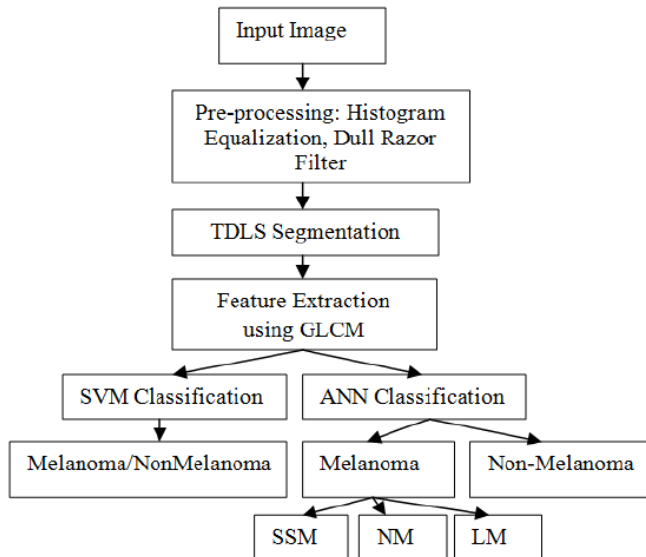 Input Image
Pre-processing: Histogram
Equalization, Dull Razor
Filter
TDLS Segmentation
Feature Extraction
using GLCM
SVM Classification
ANN Classification
Melanoma/NonMelanoma
Melanoma
Non-Melanoma
SSM
NM
LM